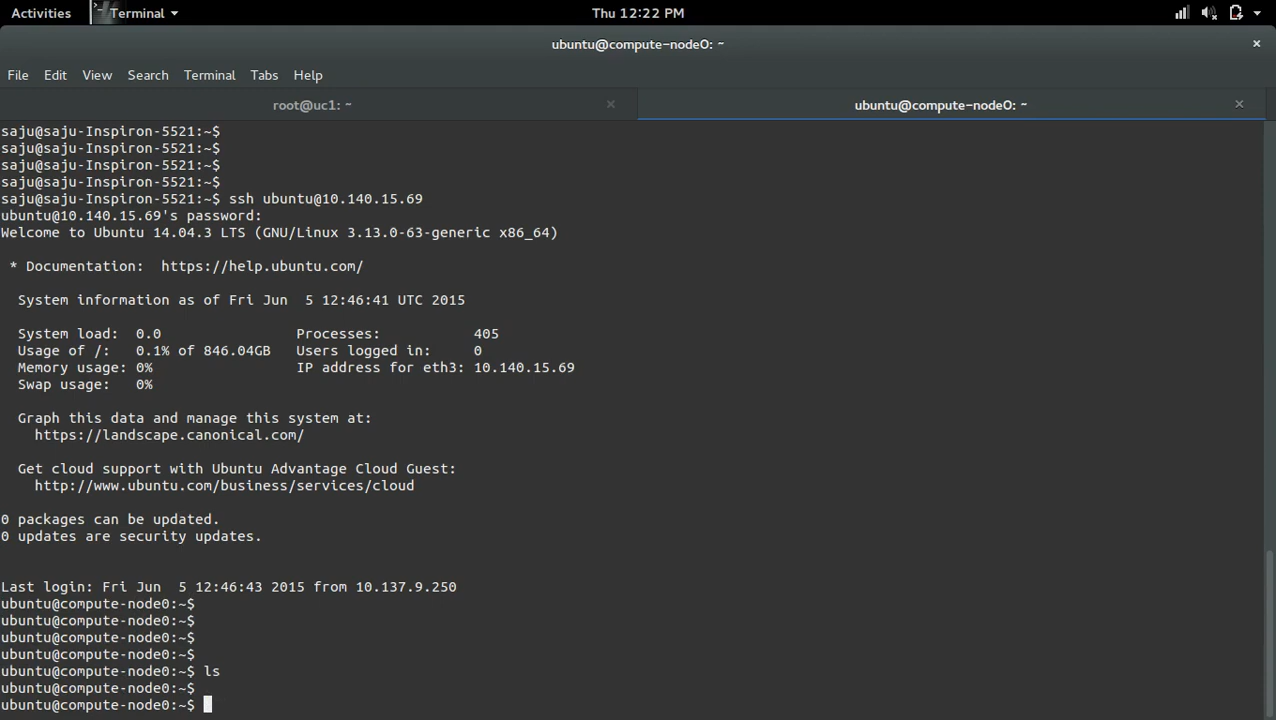 Activities Terminal Thu 12:22 PM
ubuntu@compute-node0: ~ ×
File Edit View Search Terminal Tabs Help
root@uc1: ~ × ubuntu@compute-node0: ~ ×
saju@saju-Inspiron-5521:~$
saju@saju-Inspiron-5521:~$
saju@saju-Inspiron-5521:~$
saju@saju-Inspiron-5521:~$
saju@saju-Inspiron-5521:~$ ssh ubuntu@10.140.15.69
ubuntu@10.140.15.69's password:
Welcome to Ubuntu 14.04.3 LTS (GNU/Linux 3.13.0-63-generic x86_64)
* Documentation:  https://help.ubuntu.com/
System information as of Fri Jun  5 12:46:41 UTC 2015
System load:  0.0 Processes: 405
Usage of /:   0.1% of 846.04GB Users logged in: 0
Memory usage: 0% IP address for eth3: 10.140.15.69
Swap usage:   0%
Graph this data and manage this system at:
https://landscape.canonical.com/
Get cloud support with Ubuntu Advantage Cloud Guest:
http://www.ubuntu.com/business/services/cloud
0 packages can be updated.
0 updates are security updates.
Last login: Fri Jun  5 12:46:43 2015 from 10.137.9.250
ubuntu@compute-node0:~$
ubuntu@compute-node0:~$
ubuntu@compute-node0:~$
ubuntu@compute-node0:~$
ubuntu@compute-node0:~$ ls
ubuntu@compute-node0:~$
ubuntu@compute-node0:~$